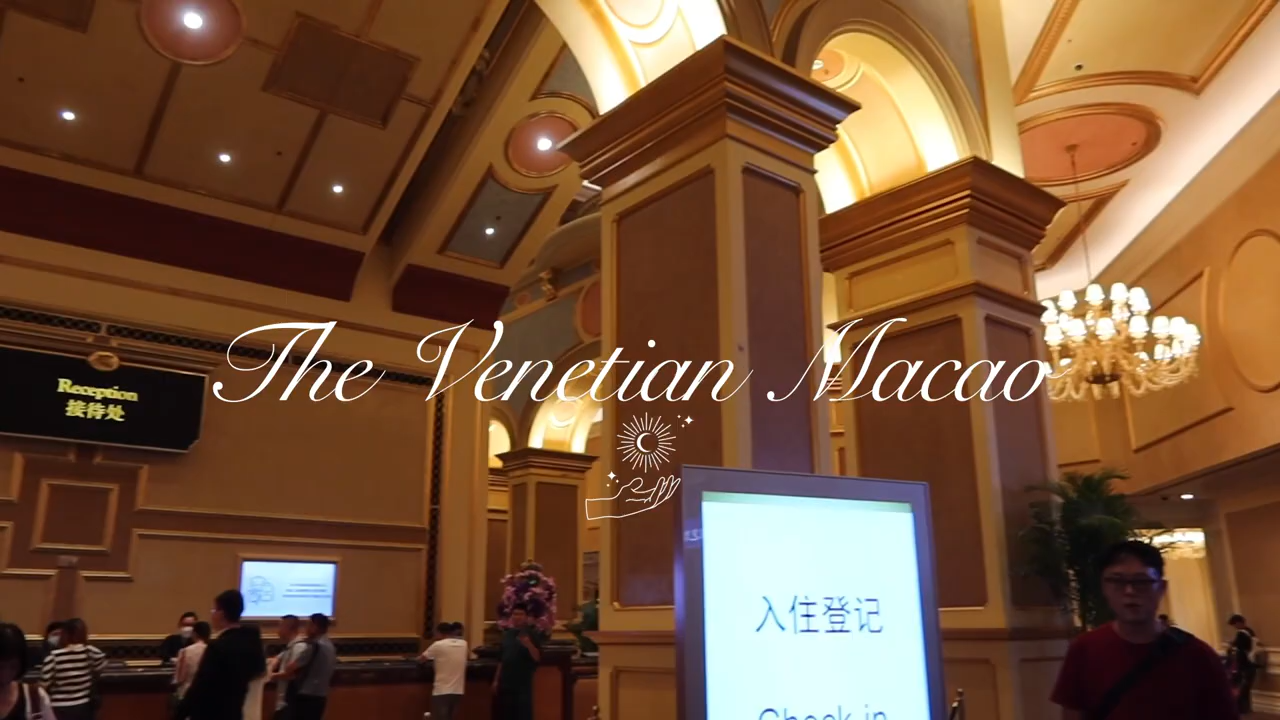 Reception
接待处
The Venetian Macao
入住登记
Check in